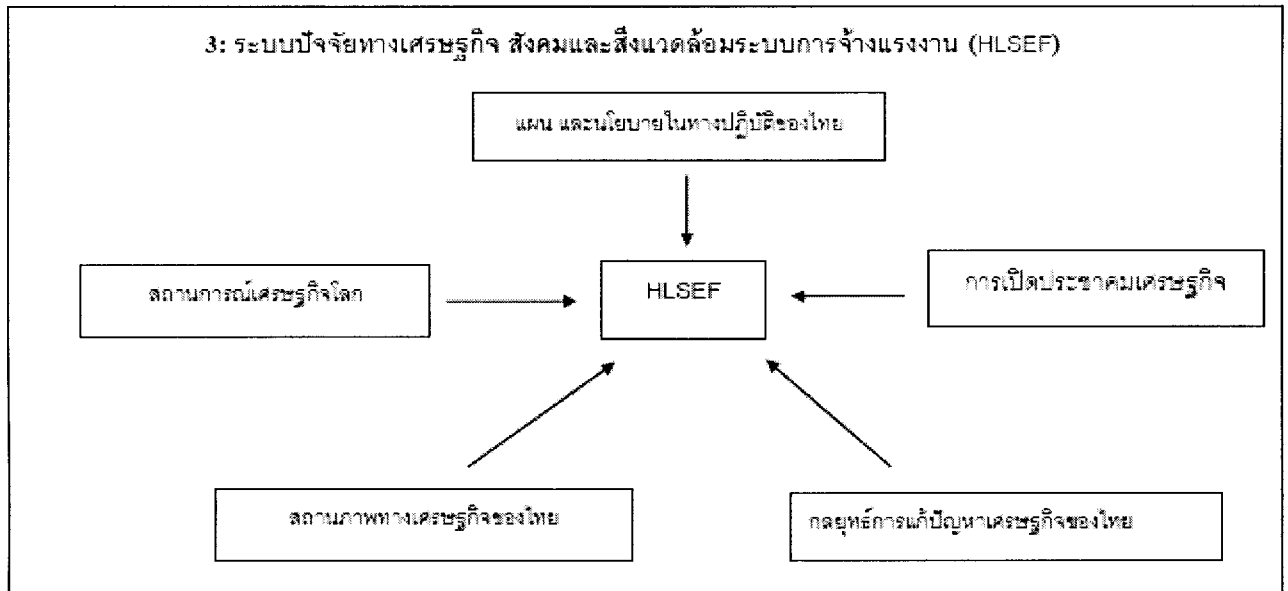 3: ระบบปัจจัยทางเศรษฐกิจ สังคมและสิ่งแวดล้อมระบบการจ้างแรงงาน (HLSEF)
แผน และนโยบายในทางปฏิบัติของไทย
สถานการณ์เศรษฐกิจโลก
HLSEF
การเปิดประชาคมเศรษฐกิจ
สถานภาพทางเศรษฐกิจของไทย
กลยุทธ์การแก้ปัญหาเศรษฐกิจของไทย